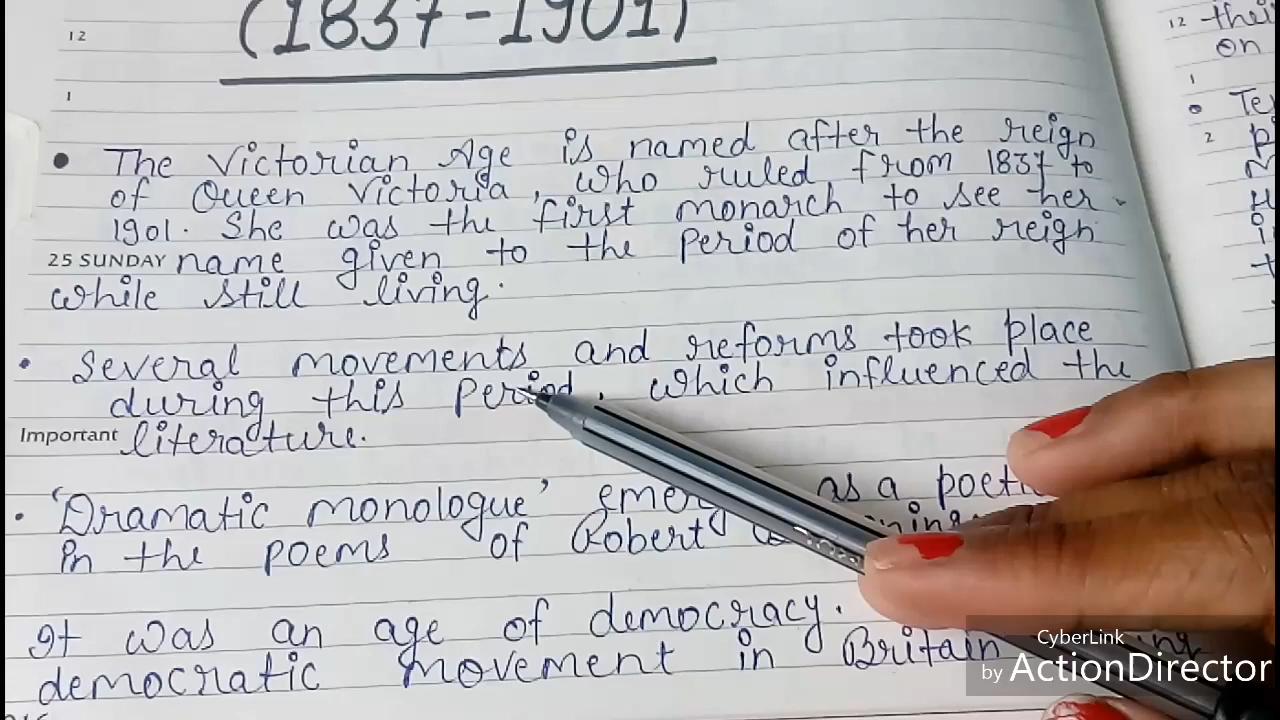 (1837-1901)
12
1
• The Victorian Age is named after the reign
of Queen Victoria, who ruled from 1837 to
1901. She was the first monarch to see her
25 SUNDAY name given to the period of her reign
while still living.
• Several movements and reforms took place
during this period, which influenced the
Important literature.
• 'Dramatic monologue' as a
in the poems of Robert
It was an age of democracy.
democratic movement in Britain
12
on
1
2
CyberLink
by ActionDirector